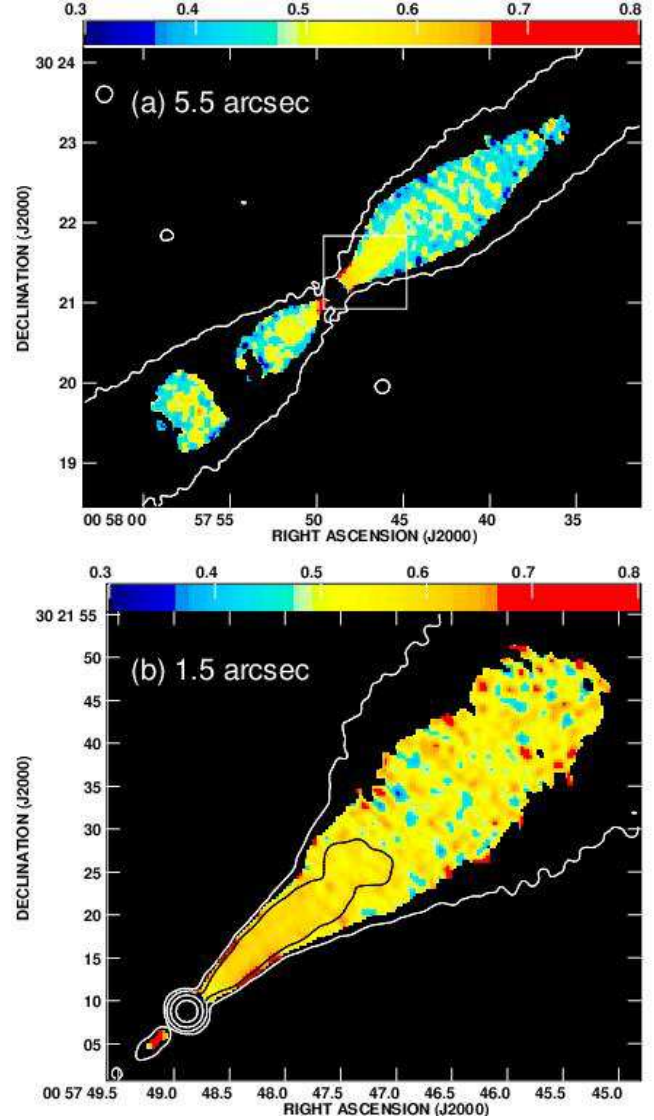 0.3 0.4 0.5 0.6 0.7 0.8
30 24
(a) 5.5 arcsec
23
22
21
20
19
DECLINATION (J2000)
00 58 00 57 55 50 45 40 35
RIGHT ASCENSION (J2000)
0.3 0.4 0.5 0.6 0.7 0.8
30 21 55
(b) 1.5 arcsec
50
45
40
35
30
25
20
15
10
05
DECLINATION (J2000)
00 57 49.5 49.0 48.5 48.0 47.5 47.0 46.5 46.0 45.5 45.0
RIGHT ASCENSION (J2000)